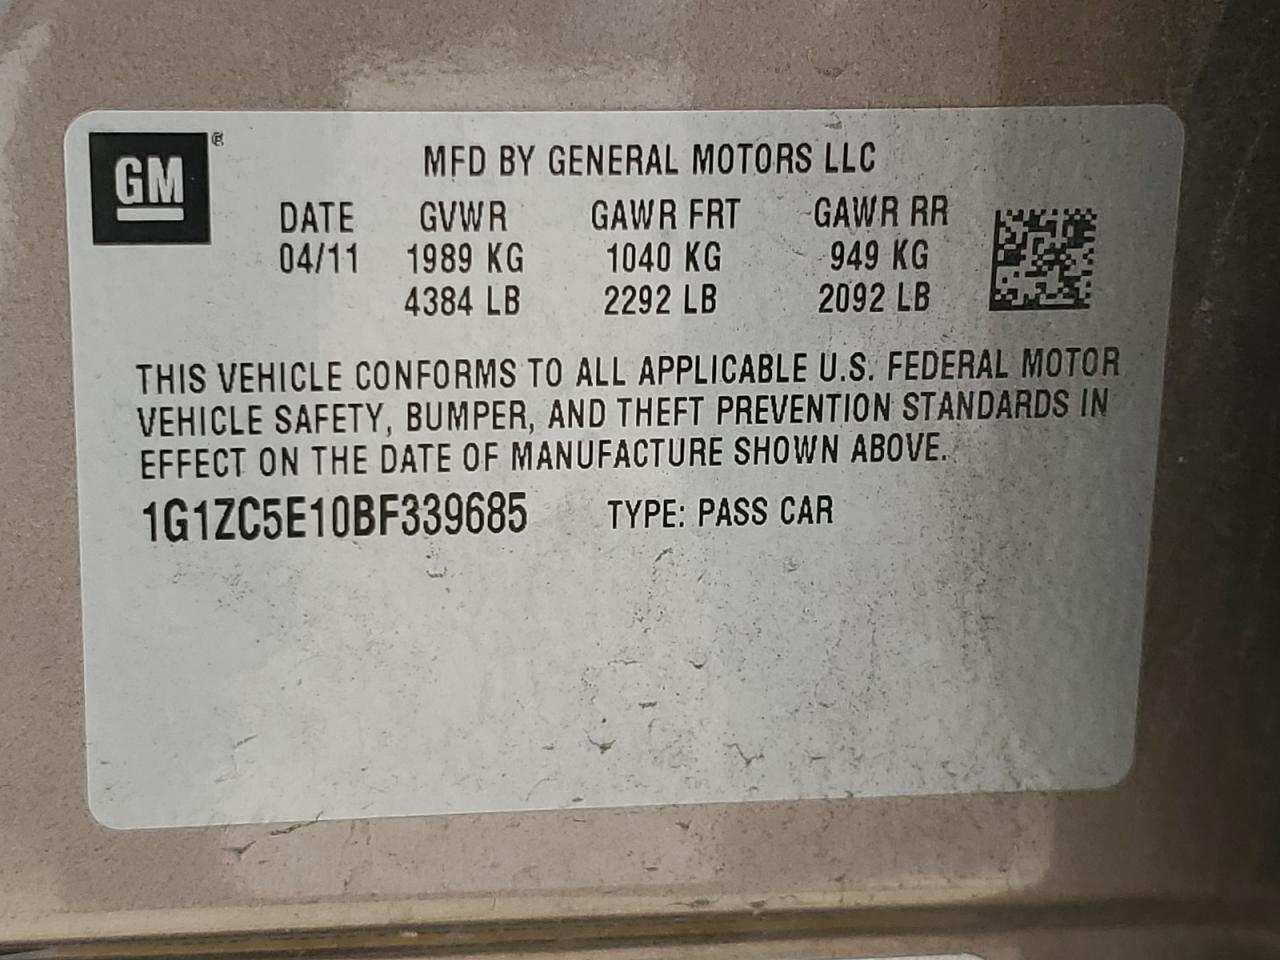 GM ®
MFD BY GENERAL MOTORS LLC
DATE GVWR GAWR FRT GAWR RR
04/11 1989 KG 1040 KG 949 KG
4384 LB 2292 LB 2092 LB
THIS VEHICLE CONFORMS TO ALL APPLICABLE U.S. FEDERAL MOTOR
VEHICLE SAFETY, BUMPER, AND THEFT PREVENTION STANDARDS IN
EFFECT ON THE DATE OF MANUFACTURE SHOWN ABOVE.
1G1ZC5E10BF339685 TYPE: PASS CAR